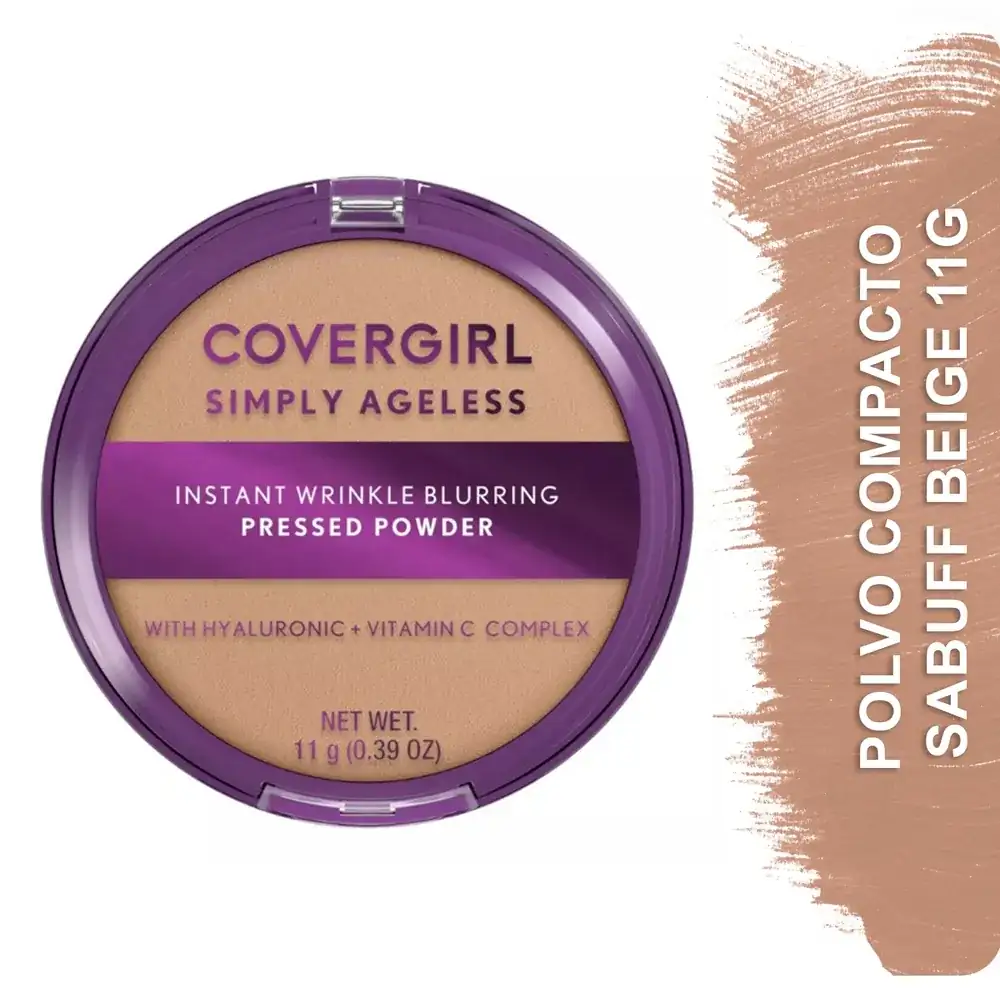 COVERGIRL
SIMPLY AGELESS
INSTANT WRINKLE BLURRING
PRESSED POWDER
WITH HYALURONIC + VITAMIN C COMPLEX
NET WET.
11 g (0.39 OZ)
POLVO COMPACTO
SABUFF BEIGE 11G